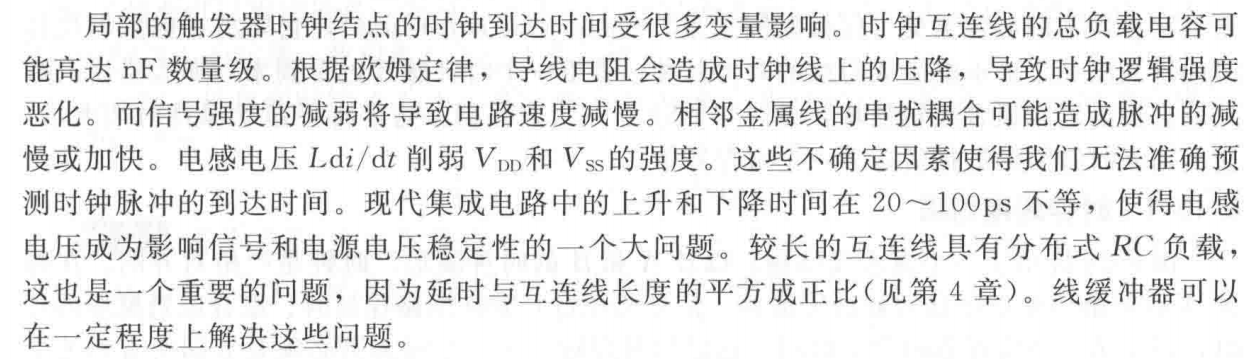 局部的触发器时钟结点的时钟到达时间受很多变量影响。时钟互连线的总负载电容可
能高达 nF 数量级。根据欧姆定律，导线电阻会造成时钟线上的压降，导致时钟逻辑强度
恶化。而信号强度的减弱将导致电路速度减慢。相邻金属线的串扰耦合可能造成脉冲的减
慢或加快。电感电压 Ldi/dt 削弱 VDD和 VSS的强度。这些不确定因素使得我们无法准确预
测时钟脉冲的到达时间。现代集成电路中的上升和下降时间在 20～100ps 不等，使得电感
电压成为影响信号和电源电压稳定性的一个大问题。较长的互连线具有分布式 RC 负载，
这也是一个重要的问题，因为延时与互连线长度的平方成正比(见第 4 章)。线缓冲器可以
在一定程度上解决这些问题。